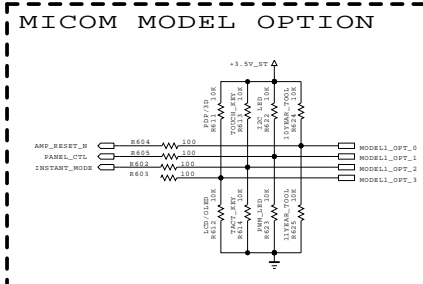 MICOM MODEL OPTION
+3.5V_ST
PDP/3D
R611 10K
TOUCH_KEY
R613 10K
I2C_LED
R622 10K
10YEAR_TOOL
R624 10K
AMP_RESET_N R604 100 MODEL1_OPT_0
PANEL_CTL R605 100 MODEL1_OPT_1
INSTANT_MODE R602 100 MODEL1_OPT_2
R603 100 MODEL1_OPT_3
LCD/OLED
R612 10K
TACT_KEY
R614 10K
PWM_LED
R623 10K
11YEAR_TOOL
R625 10K